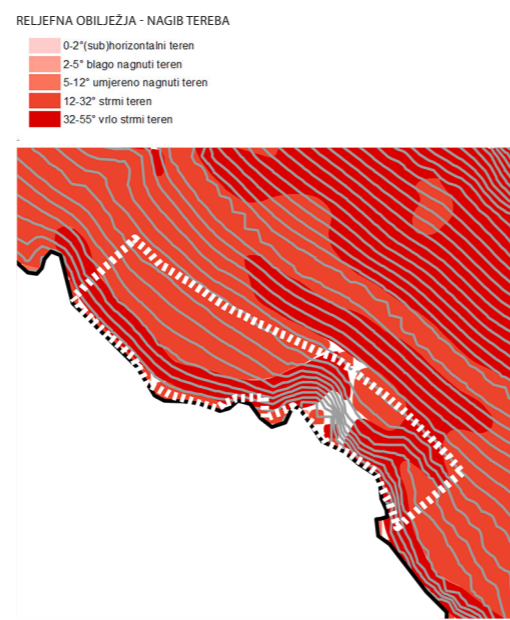 RELJEFNA OBILJEŽJA - NAGIB TEREBA
0-2°(sub)horizontalni teren
2-5° blago nagnuti teren
5-12° umjereno nagnuti teren
12-32° strmi teren
32-55° vrlo strmi teren